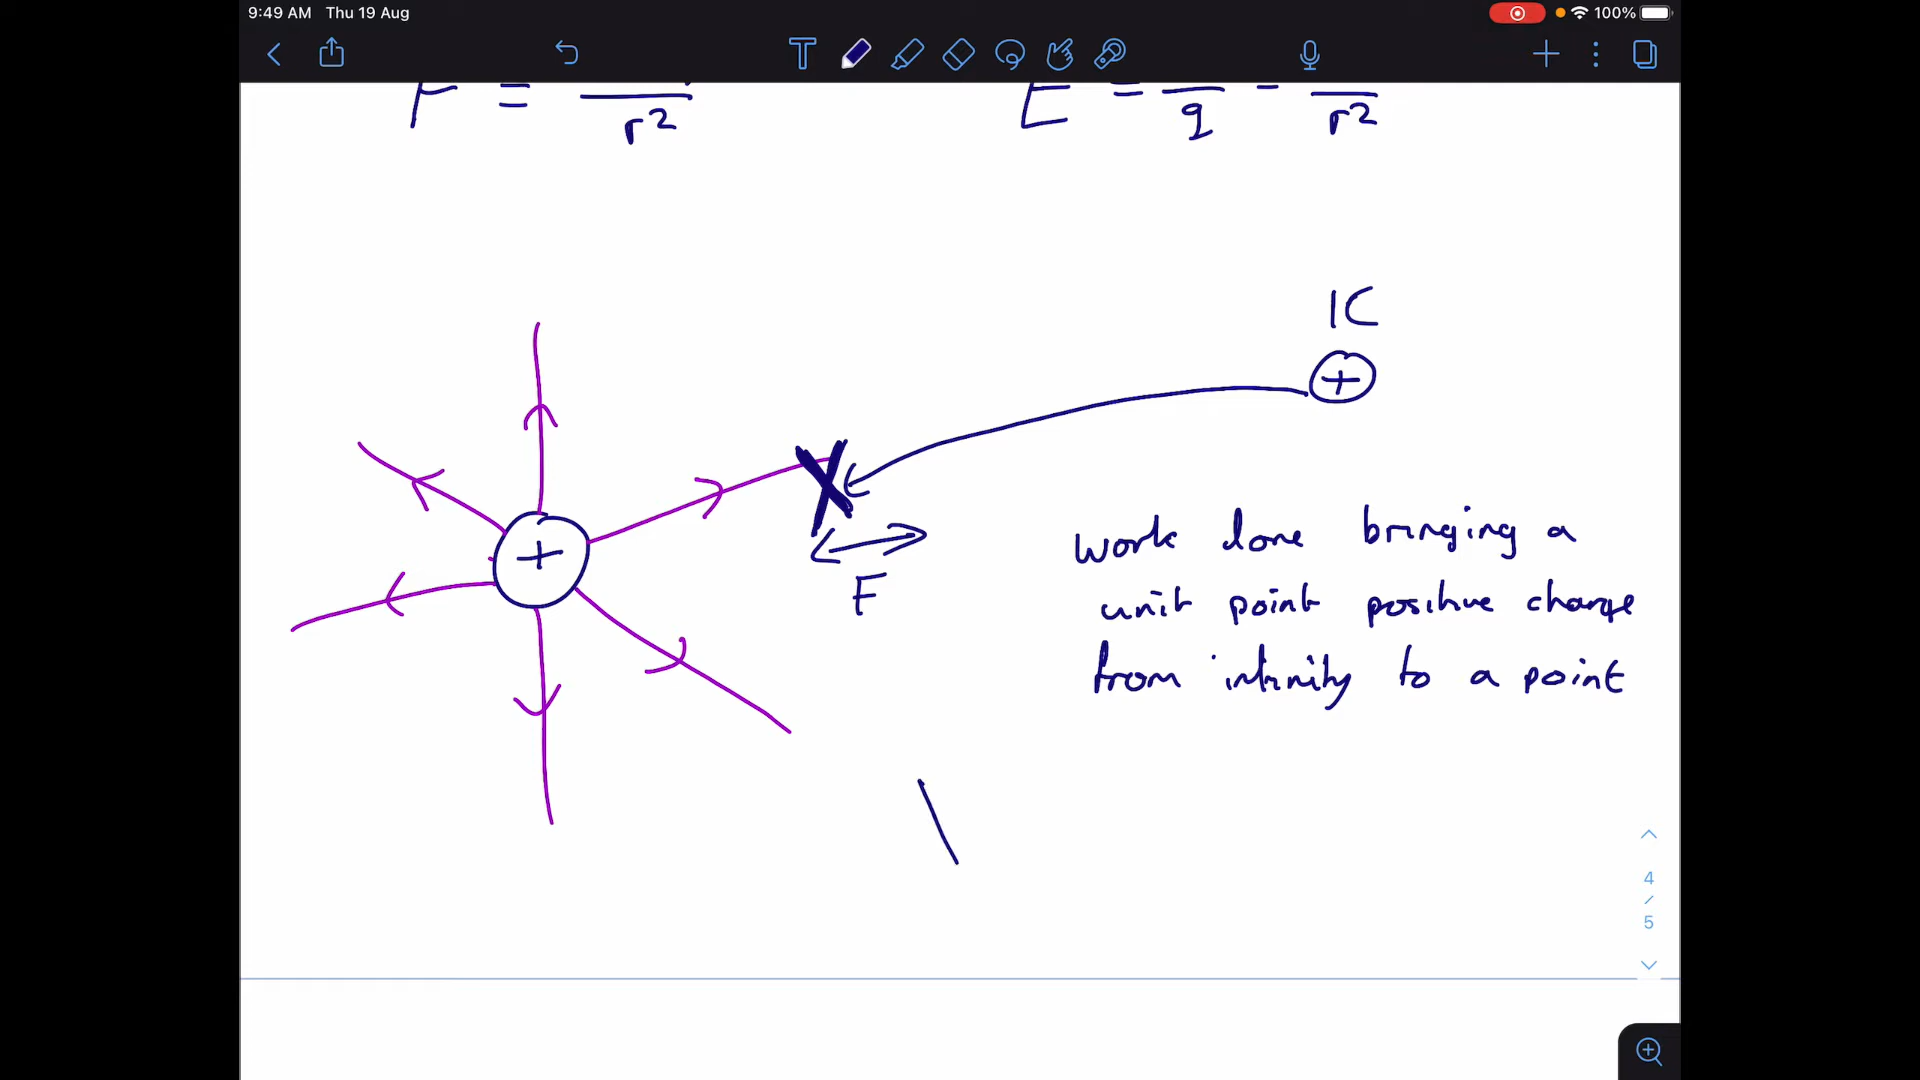 9:49 AM Thu 19 Aug
100%
T
F = r²
E = q - r²
1C
+
+
F
work done bringing a
unit point positive charge
from infinity to a point
4
/
5